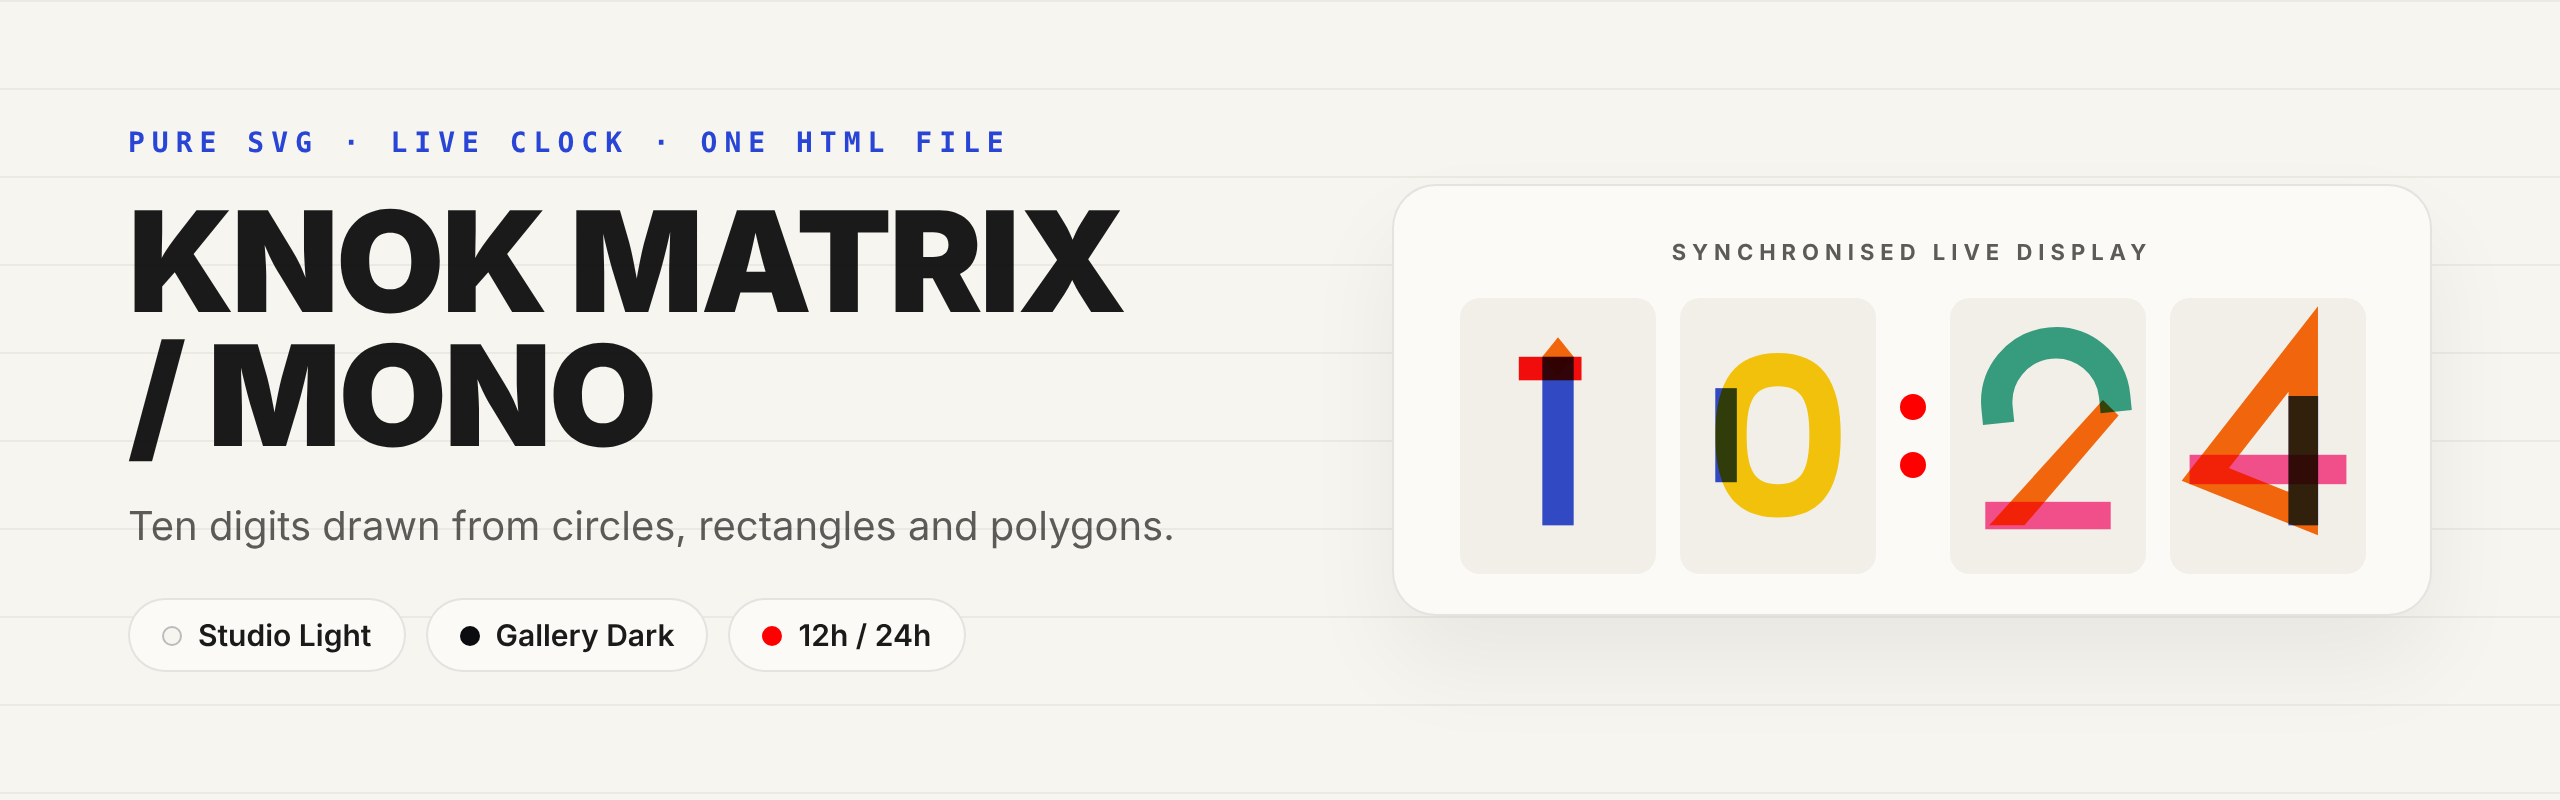 PURE SVG · LIVE CLOCK · ONE HTML FILE
KNOK MATRIX
/ MONO
Ten digits drawn from circles, rectangles and polygons.
Studio Light
Gallery Dark
12h / 24h
SYNCHRONISED LIVE DISPLAY
10:24